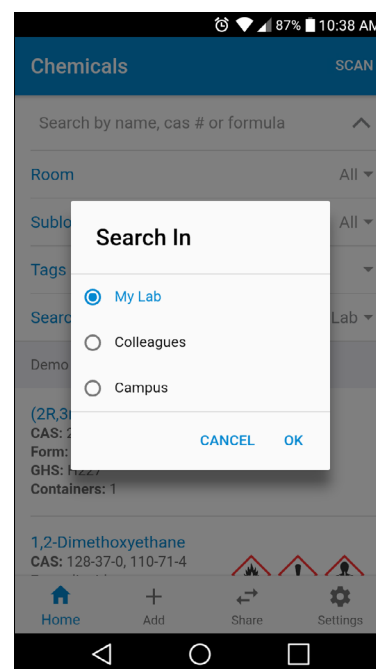 87% 10:38 AM
Chemicals SCAN
Search by name, cas # or formula
Room All
Sublo All
Search In
Tags
My Lab
Searc Lab
Colleagues
Demo
Campus
(2R,3
CAS: 2
Form:
CANCEL OK
GHS: H227
Containers: 1
1,2-Dimethoxyethane
CAS: 128-37-0, 110-71-4
Home Add Share Settings